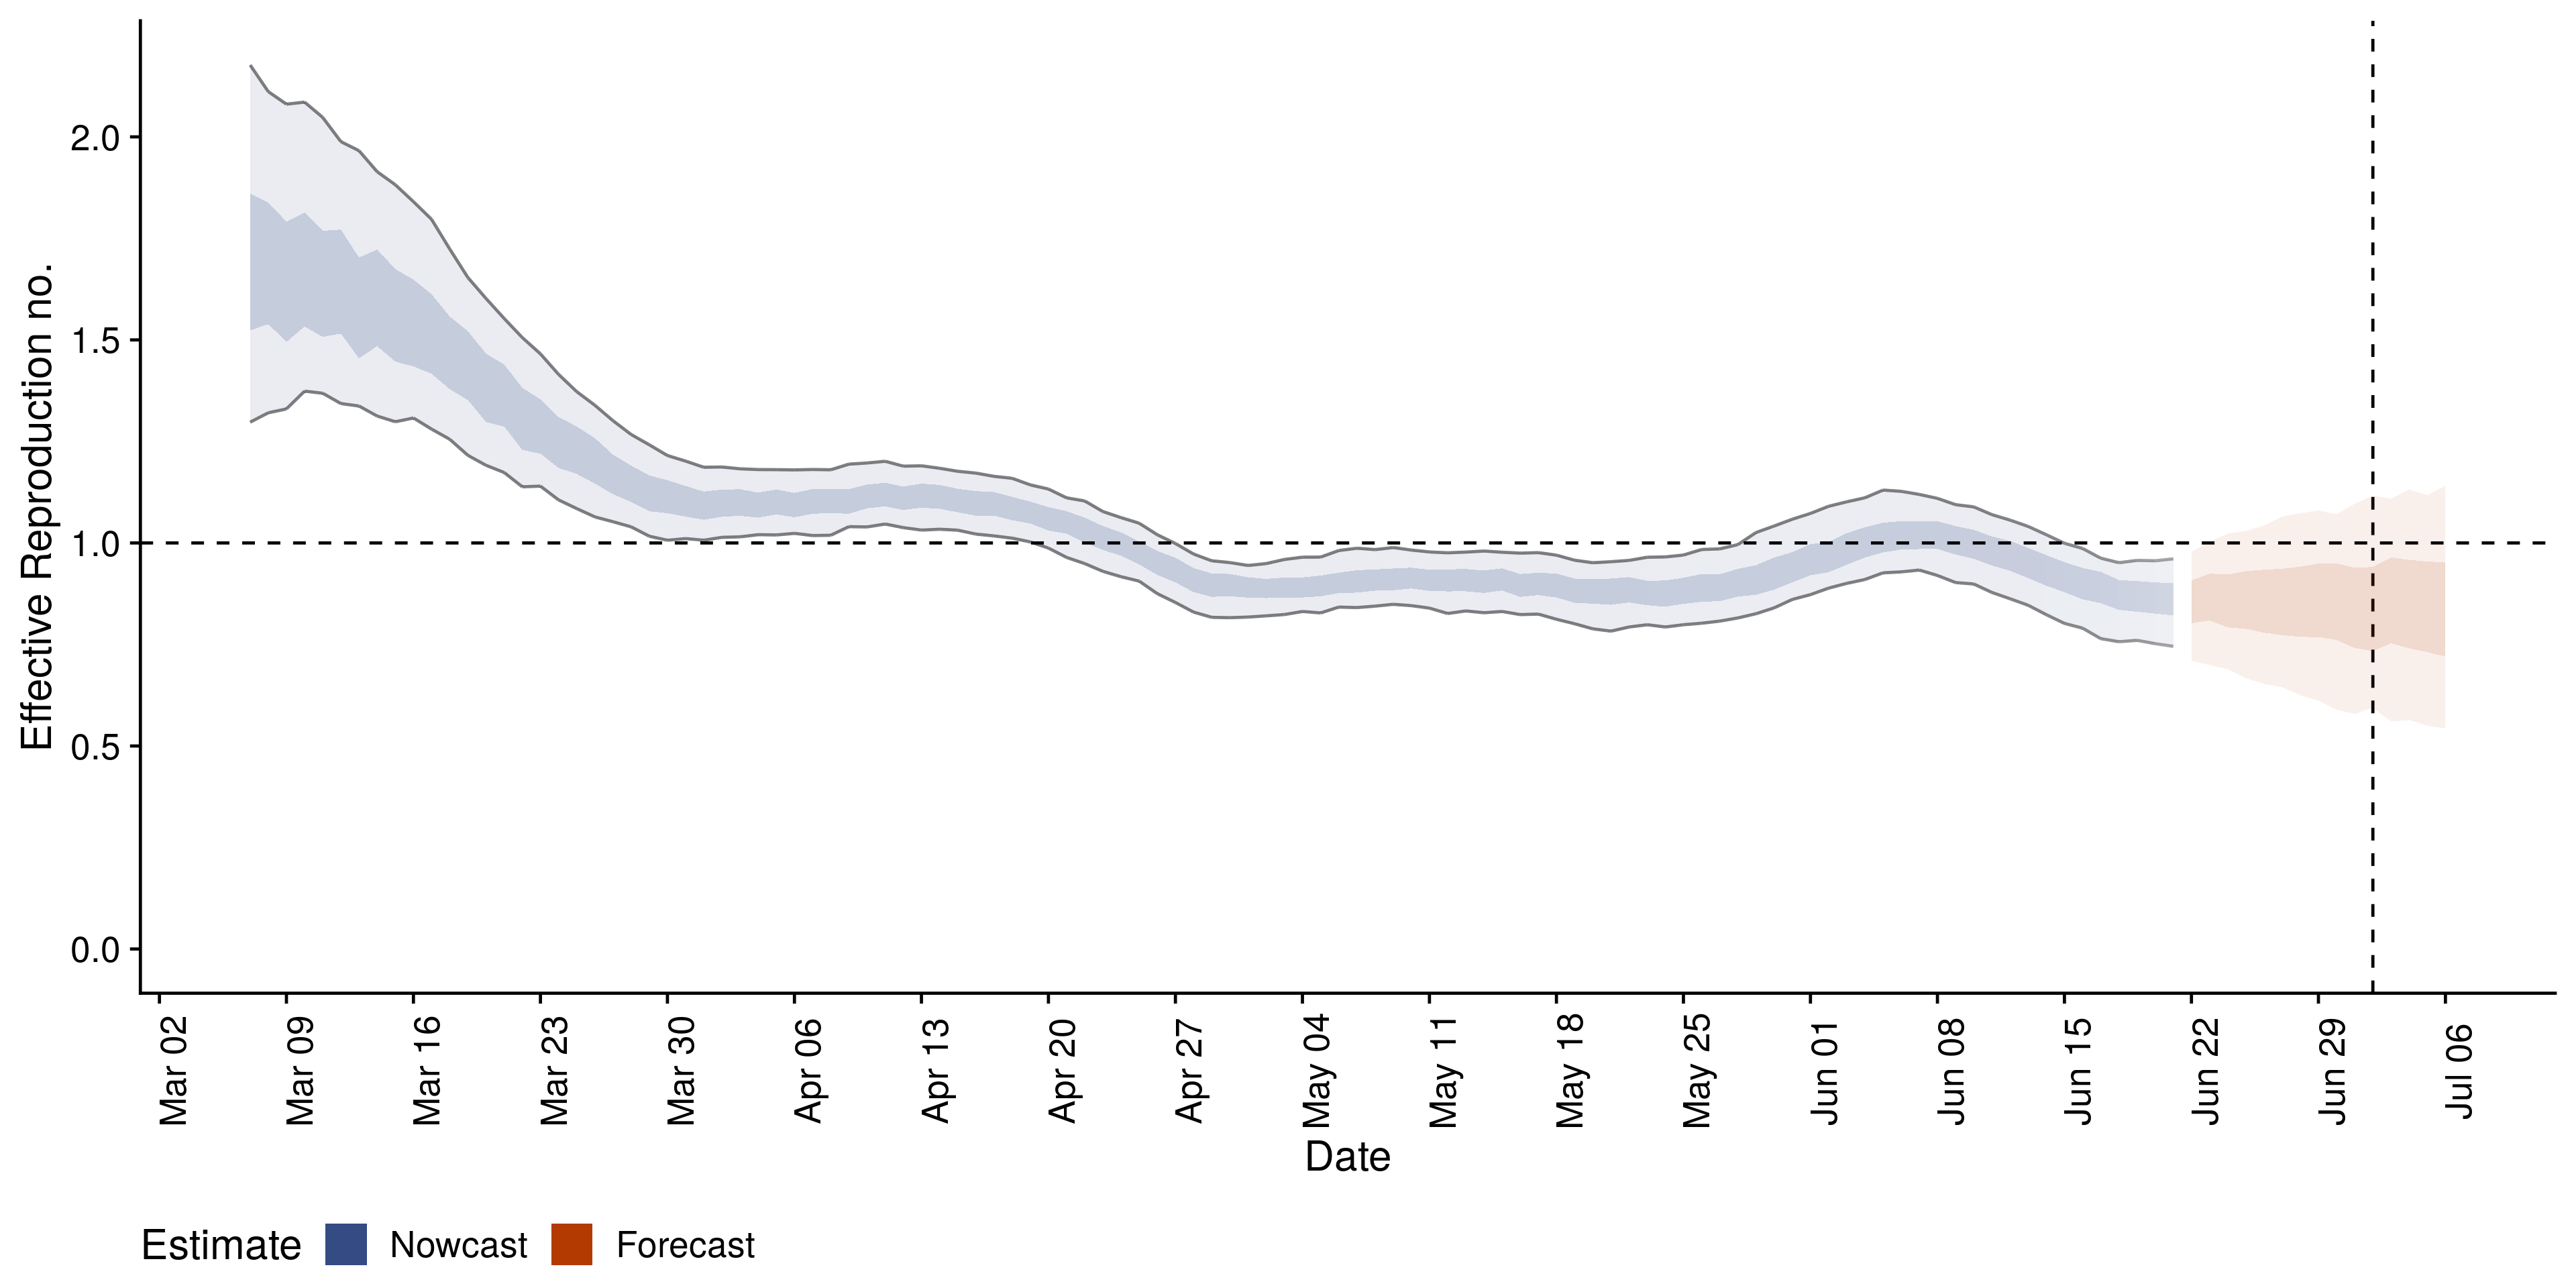 Effective Reproduction no.
2.0
1.5
1.0
0.5
0.0
Mar 02
Mar 09
Mar 16
Mar 23
Mar 30
Apr 06
Apr 13
Apr 20
Apr 27
May 04
May 11
May 18
May 25
Jun 01
Jun 08
Jun 15
Jun 22
Jun 29
Jul 06
Date
Estimate Nowcast Forecast